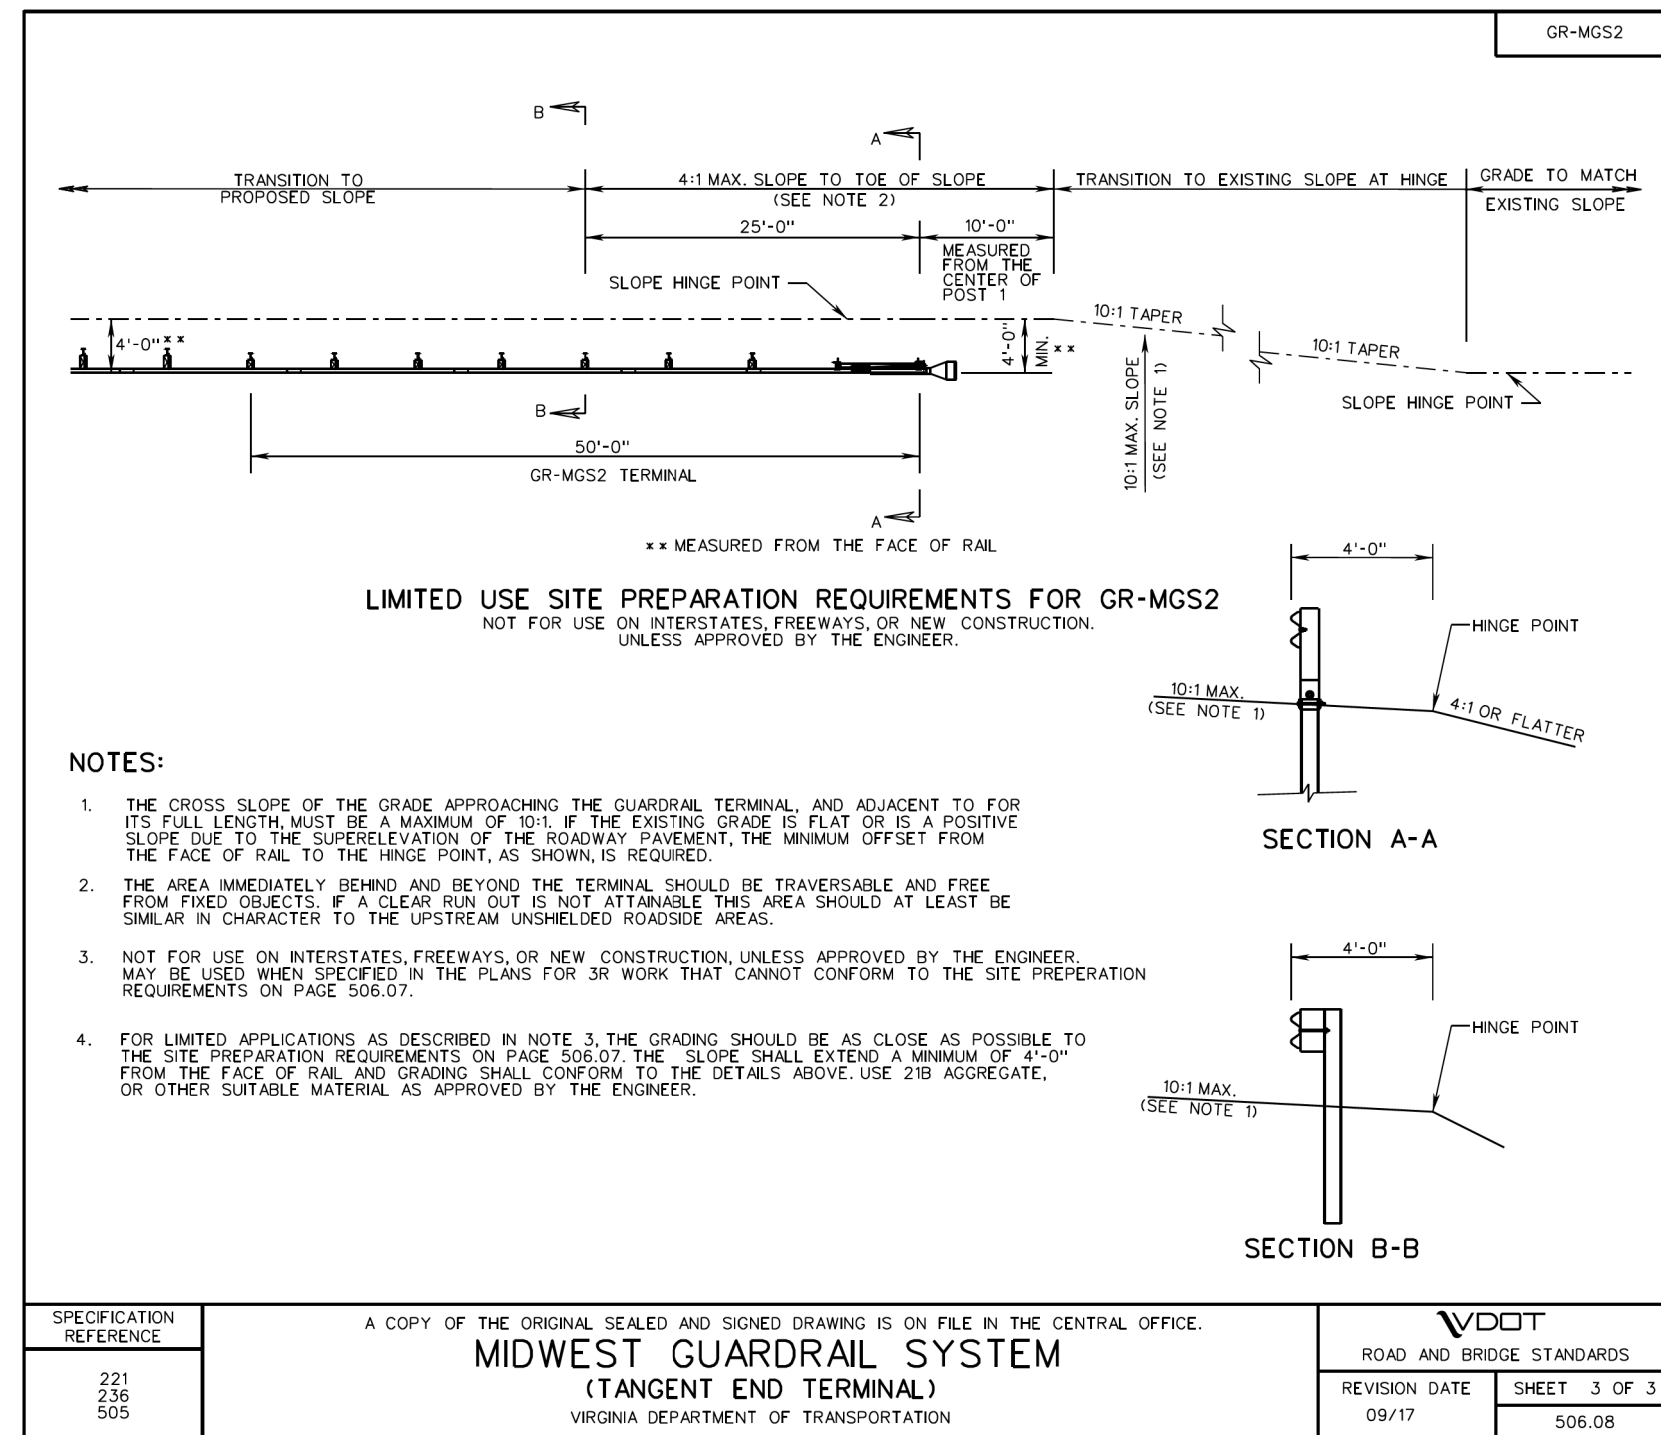 GR-MGS2
B
A
TRANSITION TO
PROPOSED SLOPE
4:1 MAX. SLOPE TO TOE OF SLOPE
(SEE NOTE 2)
TRANSITION TO EXISTING SLOPE AT HINGE
GRADE TO MATCH
EXISTING SLOPE
25'-0"
10'-0"
MEASURED
FROM THE
CENTER OF
POST 1
SLOPE HINGE POINT
10:1 TAPER
4'-0" **
4'-0"
MIN.
**
10:1 TAPER
10:1 MAX. SLOPE
(SEE NOTE 1)
SLOPE HINGE POINT
B
50'-0"
GR-MGS2 TERMINAL
A
** MEASURED FROM THE FACE OF RAIL
LIMITED USE SITE PREPARATION REQUIREMENTS FOR GR-MGS2
NOT FOR USE ON INTERSTATES, FREEWAYS, OR NEW CONSTRUCTION.
UNLESS APPROVED BY THE ENGINEER.
4'-0"
HINGE POINT
10:1 MAX.
(SEE NOTE 1)
4:1 OR FLATTER
SECTION A-A
NOTES:
1. THE CROSS SLOPE OF THE GRADE APPROACHING THE GUARDRAIL TERMINAL, AND ADJACENT TO FOR
ITS FULL LENGTH, MUST BE A MAXIMUM OF 10:1. IF THE EXISTING GRADE IS FLAT OR IS A POSITIVE
SLOPE DUE TO THE SUPERELEVATION OF THE ROADWAY PAVEMENT, THE MINIMUM OFFSET FROM
THE FACE OF RAIL TO THE HINGE POINT, AS SHOWN, IS REQUIRED.
2. THE AREA IMMEDIATELY BEHIND AND BEYOND THE TERMINAL SHOULD BE TRAVERSABLE AND FREE
FROM FIXED OBJECTS. IF A CLEAR RUN OUT IS NOT ATTAINABLE THIS AREA SHOULD AT LEAST BE
SIMILAR IN CHARACTER TO THE UPSTREAM UNSHIELDED ROADSIDE AREAS.
3. NOT FOR USE ON INTERSTATES, FREEWAYS, OR NEW CONSTRUCTION, UNLESS APPROVED BY THE ENGINEER.
MAY BE USED WHEN SPECIFIED IN THE PLANS FOR 3R WORK THAT CANNOT CONFORM TO THE SITE PREPERATION
REQUIREMENTS ON PAGE 506.07.
4. FOR LIMITED APPLICATIONS AS DESCRIBED IN NOTE 3, THE GRADING SHOULD BE AS CLOSE AS POSSIBLE TO
THE SITE PREPARATION REQUIREMENTS ON PAGE 506.07. THE SLOPE SHALL EXTEND A MINIMUM OF 4'-0"
FROM THE FACE OF RAIL AND GRADING SHALL CONFORM TO THE DETAILS ABOVE. USE 21B AGGREGATE,
OR OTHER SUITABLE MATERIAL AS APPROVED BY THE ENGINEER.
4'-0"
HINGE POINT
10:1 MAX.
(SEE NOTE 1)
SECTION B-B
SPECIFICATION
REFERENCE
221
236
505
A COPY OF THE ORIGINAL SEALED AND SIGNED DRAWING IS ON FILE IN THE CENTRAL OFFICE.
MIDWEST GUARDRAIL SYSTEM
(TANGENT END TERMINAL)
VIRGINIA DEPARTMENT OF TRANSPORTATION
VDOT
ROAD AND BRIDGE STANDARDS
REVISION DATE
09/17
SHEET 3 OF 3
506.08